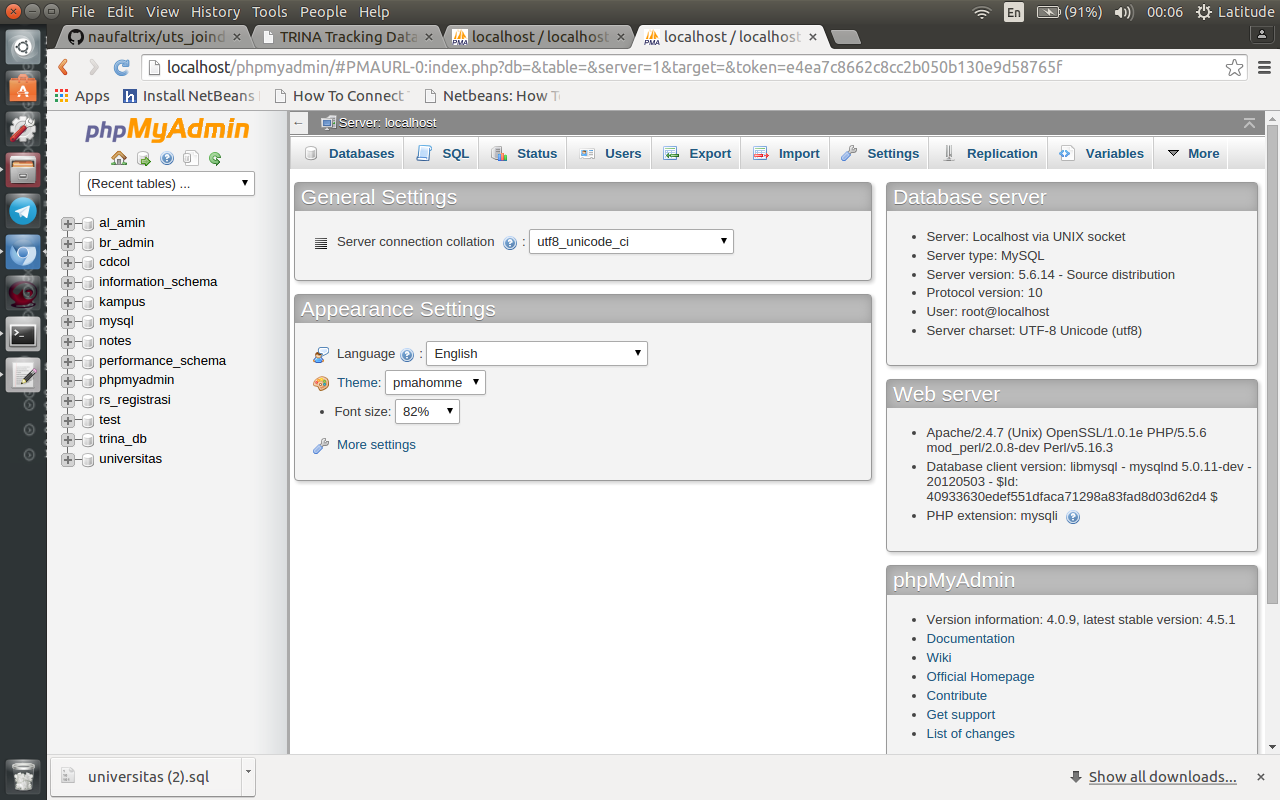 File Edit View History Tools People Help
En (91%) 00:06 Latitude
naufaltrix/uts_joind
TRINA Tracking Data
localhost / localhost
localhost / localhost
localhost/phpmyadmin/#PMAURL-0:index.php?db=&table=&server=1&target=&token=e4ea7c8662c8cc2b050b130e9d58765f
Apps Install NetBeans How To Connect Netbeans: How T
phpMyAdmin
(Recent tables) ...
al_amin
br_admin
cdcol
information_schema
kampus
mysql
notes
performance_schema
phpmyadmin
rs_registrasi
test
trina_db
universitas
Server: localhost
Databases SQL Status Users Export Import Settings Replication Variables More
General Settings
Server connection collation : utf8_unicode_ci
Appearance Settings
Language : English
Theme: pmahomme
Font size: 82%
More settings
Database server
Server: Localhost via UNIX socket
Server type: MySQL
Server version: 5.6.14 - Source distribution
Protocol version: 10
User: root@localhost
Server charset: UTF-8 Unicode (utf8)
Web server
Apache/2.4.7 (Unix) OpenSSL/1.0.1e PHP/5.5.6
mod_perl/2.0.8-dev Perl/v5.16.3
Database client version: libmysql - mysqlnd 5.0.11-dev -
20120503 - $Id:
40933630edef551dfaca71298a83fad8d03d62d4 $
PHP extension: mysqli
phpMyAdmin
Version information: 4.0.9, latest stable version: 4.5.1
Documentation
Wiki
Official Homepage
Contribute
Get support
List of changes
universitas (2).sql
Show all downloads...